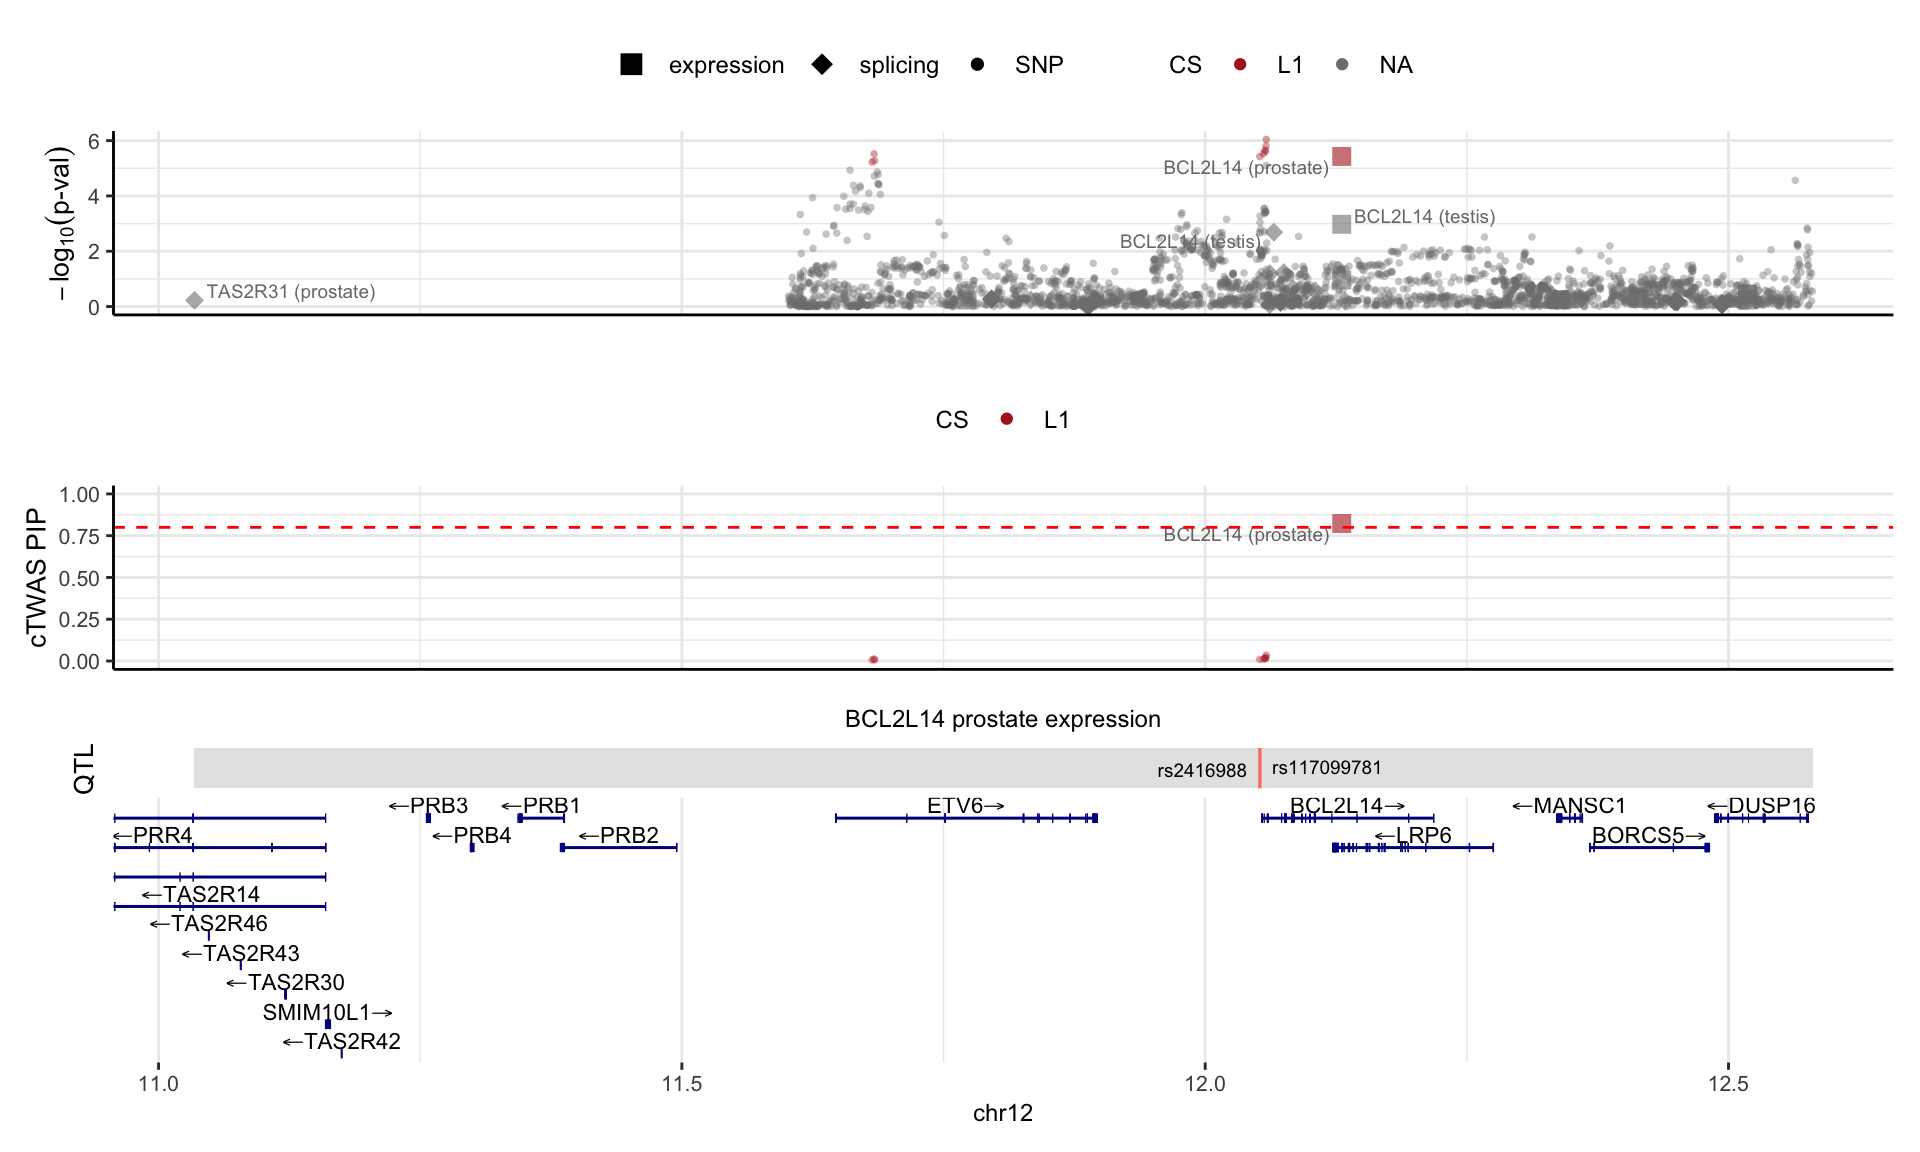 expression splicing SNP CS L1 NA
6
4
2
0
−log10(p-val)
BCL2L14 (prostate)
BCL2L14 (testis)
BCL2L14 (testis)
TAS2R31 (prostate)
CS L1
1.00
0.75
0.50
0.25
0.00
cTWAS PIP
BCL2L14 (prostate)
BCL2L14 prostate expression
QTL
rs2416988 rs117099781
←PRB3 ←PRB1 ETV6→ BCL2L14→ ←MANSC1 ←DUSP16
←PRR4 ←PRB4 ←PRB2 ←LRP6 BORCS5→
←TAS2R14
←TAS2R46
←TAS2R43
←TAS2R30
SMIM10L1→
←TAS2R42
11.0 11.5 12.0 12.5
chr12